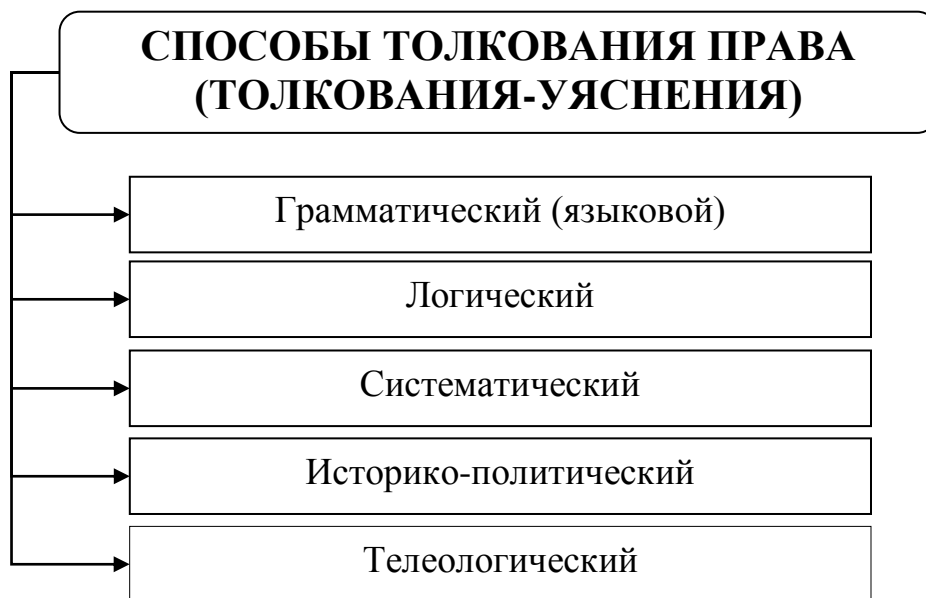 СПОСОБЫ ТОЛКОВАНИЯ ПРАВА
(ТОЛКОВАНИЯ-УЯСНЕНИЯ)
Грамматический (языковой)
Логический
Систематический
Историко-политический
Телеологический